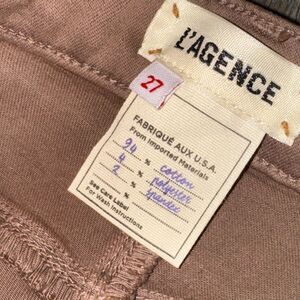 L'AGENCE
27
FABRIQUÉ AUX U.S.A.
From Imported Materials
94 % cotton
4 % polyester
2 % spandex
See Care Label
For Wash Instructions